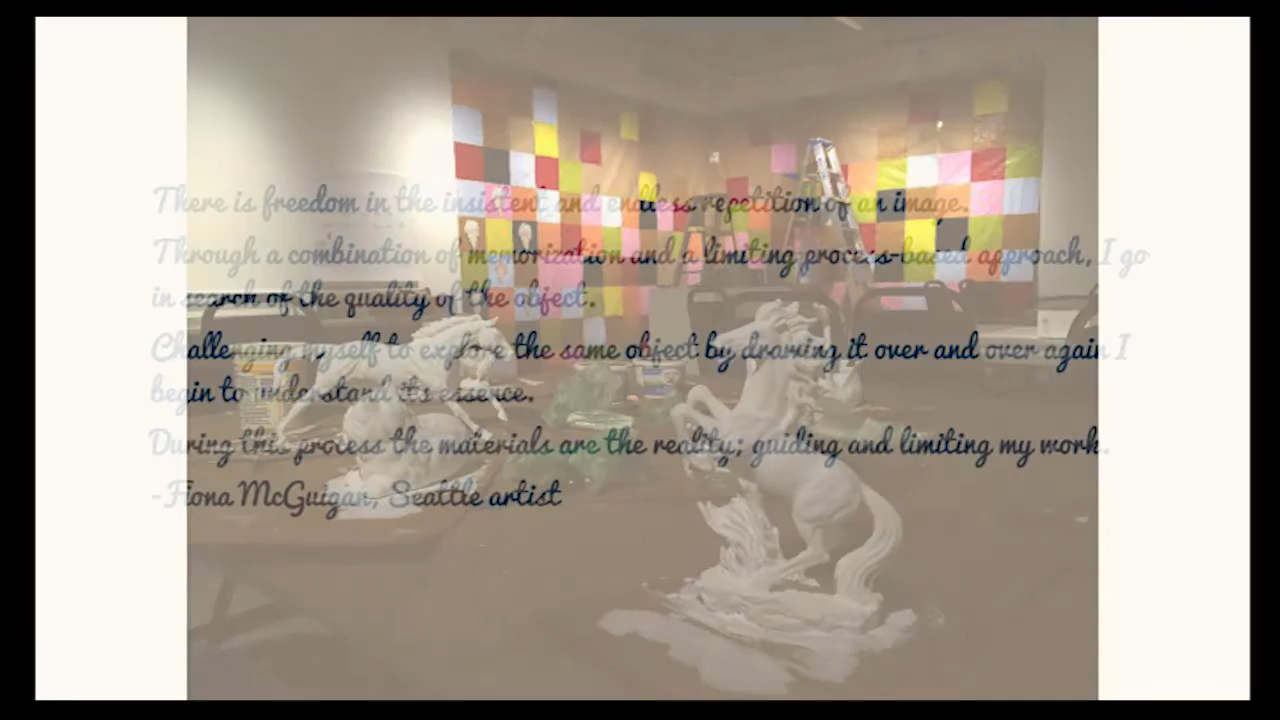 There is freedom in the insistent and endless repetition of an image.
Through a combination of memorization and a limiting process-based approach, I go
in search of the quality of the object.
Challenging myself to explore the same object by drawing it over and over again I
begin to understand its essence.
During this process the materials are the reality; guiding and limiting my work.
-Fiona McGuigan, Seattle artist